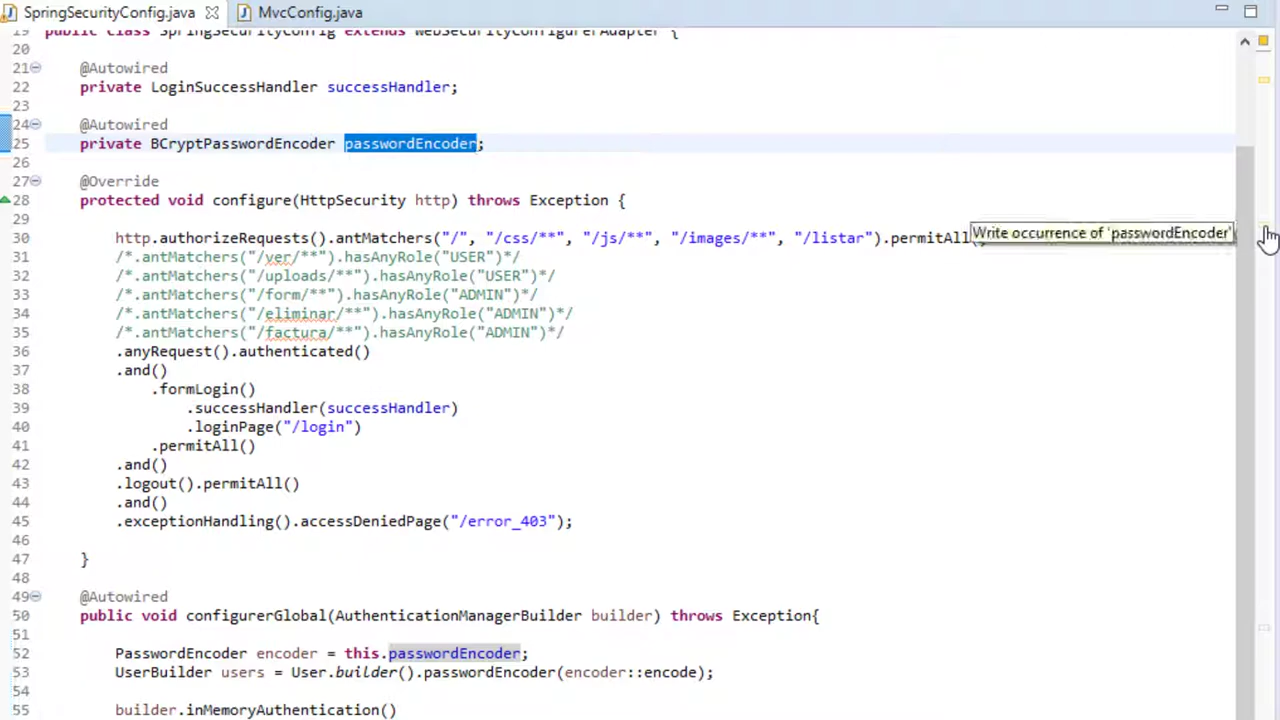 SpringSecurityConfig.java
MvcConfig.java
19 public class SpringSecurityConfig extends WebSecurityConfigurerAdapter {
20
21 @Autowired
22 private LoginSuccessHandler successHandler;
23
24 @Autowired
25 private BCryptPasswordEncoder passwordEncoder;
26
27 @Override
28 protected void configure(HttpSecurity http) throws Exception {
29
30 http.authorizeRequests().antMatchers("/", "/css/**", "/js/**", "/images/**", "/listar").permitAll()
Write occurrence of 'passwordEncoder'
31 /*.antMatchers("/ver/**").hasAnyRole("USER")*/
32 /*.antMatchers("/uploads/**").hasAnyRole("USER")*/
33 /*.antMatchers("/form/**").hasAnyRole("ADMIN")*/
34 /*.antMatchers("/eliminar/**").hasAnyRole("ADMIN")*/
35 /*.antMatchers("/factura/**").hasAnyRole("ADMIN")*/
36 .anyRequest().authenticated()
37 .and()
38 .formLogin()
39 .successHandler(successHandler)
40 .loginPage("/login")
41 .permitAll()
42 .and()
43 .logout().permitAll()
44 .and()
45 .exceptionHandling().accessDeniedPage("/error_403");
46
47 }
48
49 @Autowired
50 public void configurerGlobal(AuthenticationManagerBuilder builder) throws Exception{
51
52 PasswordEncoder encoder = this.passwordEncoder;
53 UserBuilder users = User.builder().passwordEncoder(encoder::encode);
54
55 builder.inMemoryAuthentication()